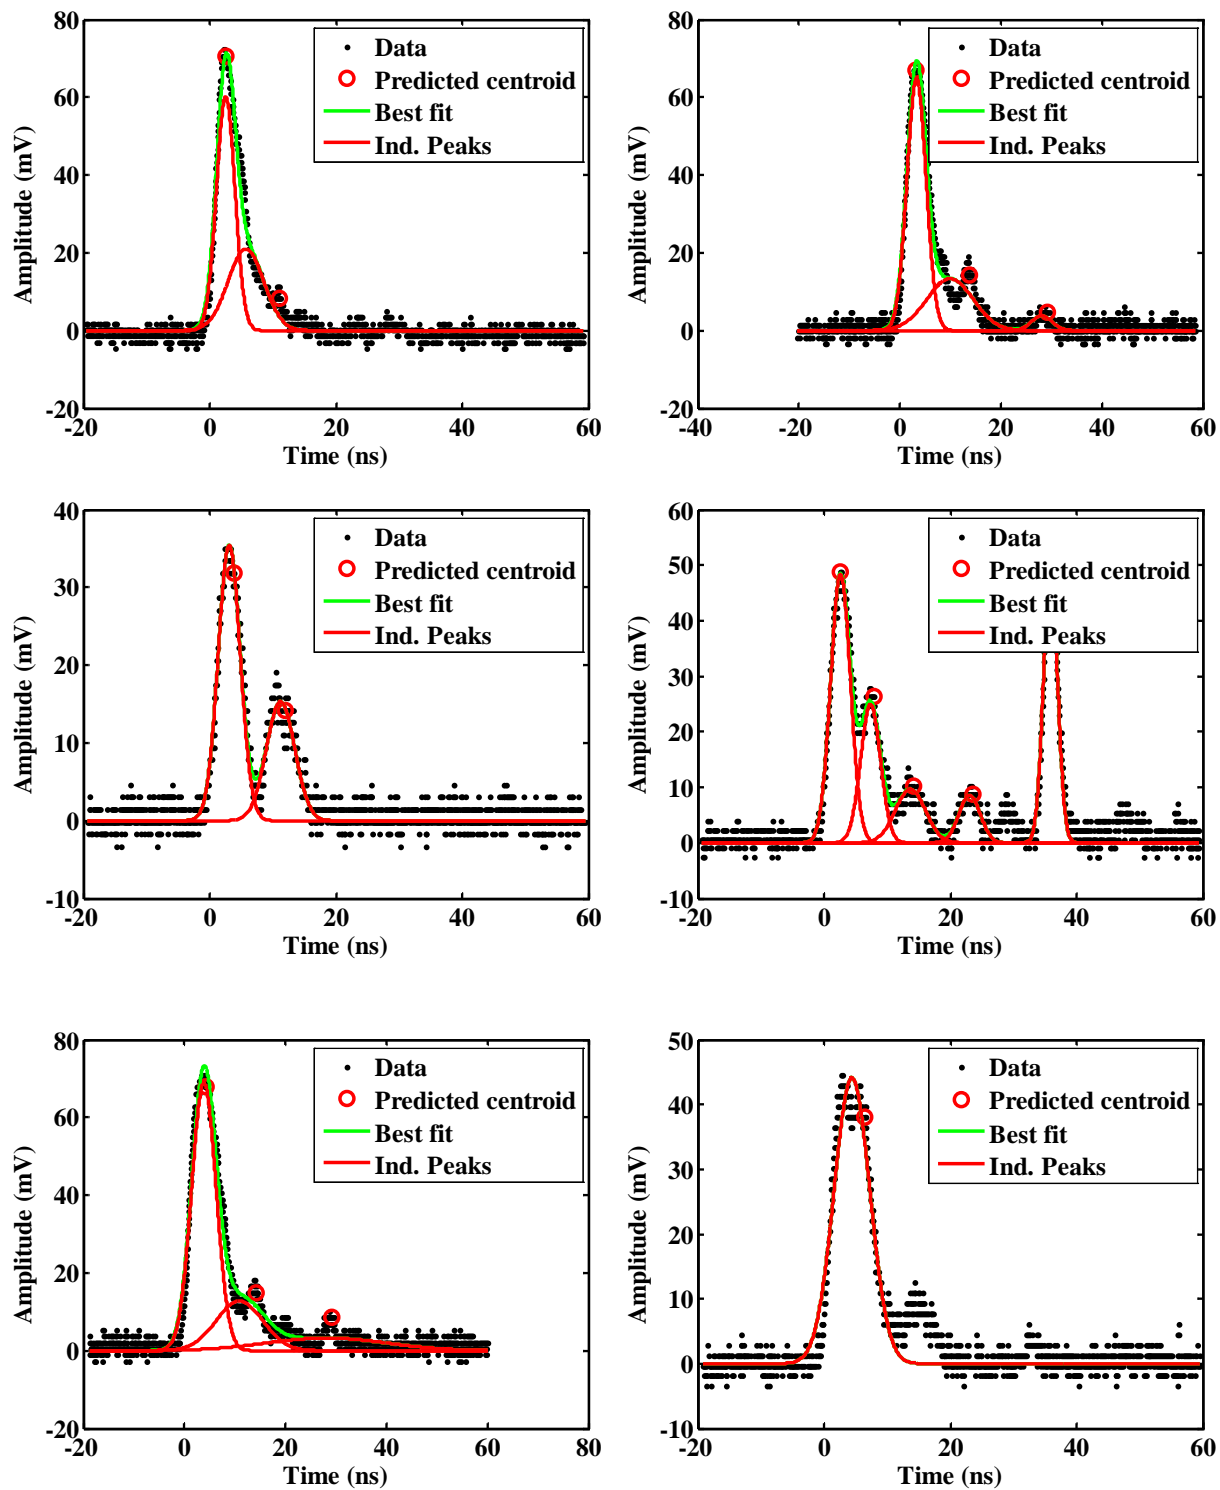 80
60
40
20
0
-20
-20 0 20 40 60
Time (ns)
Amplitude (mV)
Data
Predicted centroid
Best fit
Ind. Peaks
80
60
40
20
0
-20
-40 -20 0 20 40 60
Time (ns)
Amplitude (mV)
Data
Predicted centroid
Best fit
Ind. Peaks
40
30
20
10
0
-10
-20 0 20 40 60
Time (ns)
Amplitude (mV)
Data
Predicted centroid
Best fit
Ind. Peaks
60
50
40
30
20
10
0
-10
-20 0 20 40 60
Time (ns)
Amplitude (mV)
Data
Predicted centroid
Best fit
Ind. Peaks
80
60
40
20
0
-20
-20 0 20 40 60 80
Time (ns)
Amplitude (mV)
Data
Predicted centroid
Best fit
Ind. Peaks
50
40
30
20
10
0
-10
-20 0 20 40 60
Time (ns)
Amplitude (mV)
Data
Predicted centroid
Best fit
Ind. Peaks